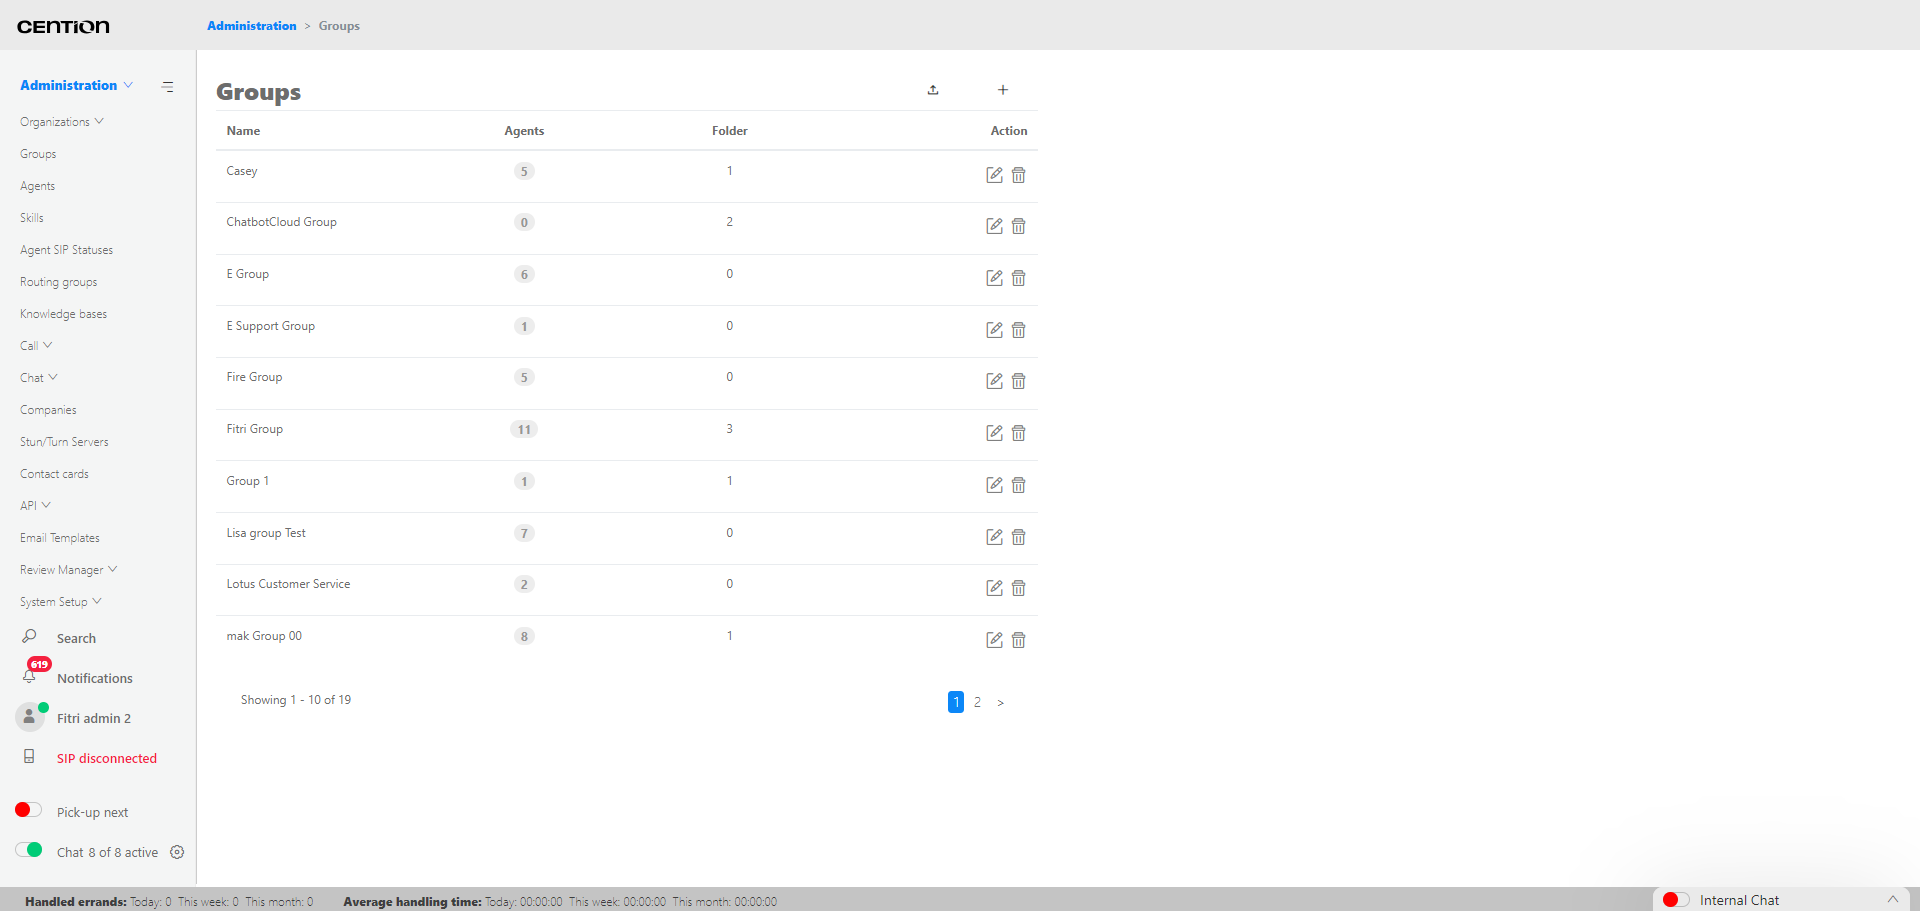 CENTION
Administration > Groups
Administration
Organizations
Groups
Agents
Skills
Agent SIP Statuses
Routing groups
Knowledge bases
Call
Chat
Companies
Stun/Turn Servers
Contact cards
API
Email Templates
Review Manager
System Setup
Search
619
Notifications
Fitri admin 2
SIP disconnected
Pick-up next
Chat 8 of 8 active
Groups
Name Agents Folder Action
Casey 5 1
ChatbotCloud Group 0 2
E Group 6 0
E Support Group 1 0
Fire Group 5 0
Fitri Group 11 3
Group 1 1 1
Lisa group Test 7 0
Lotus Customer Service 2 0
mak Group 00 8 1
Showing 1 - 10 of 19 1 2 >
Handled errands: Today: 0 This week: 0 This month: 0 Average handling time: Today: 00:00:00 This week: 00:00:00 This month: 00:00:00
Internal Chat